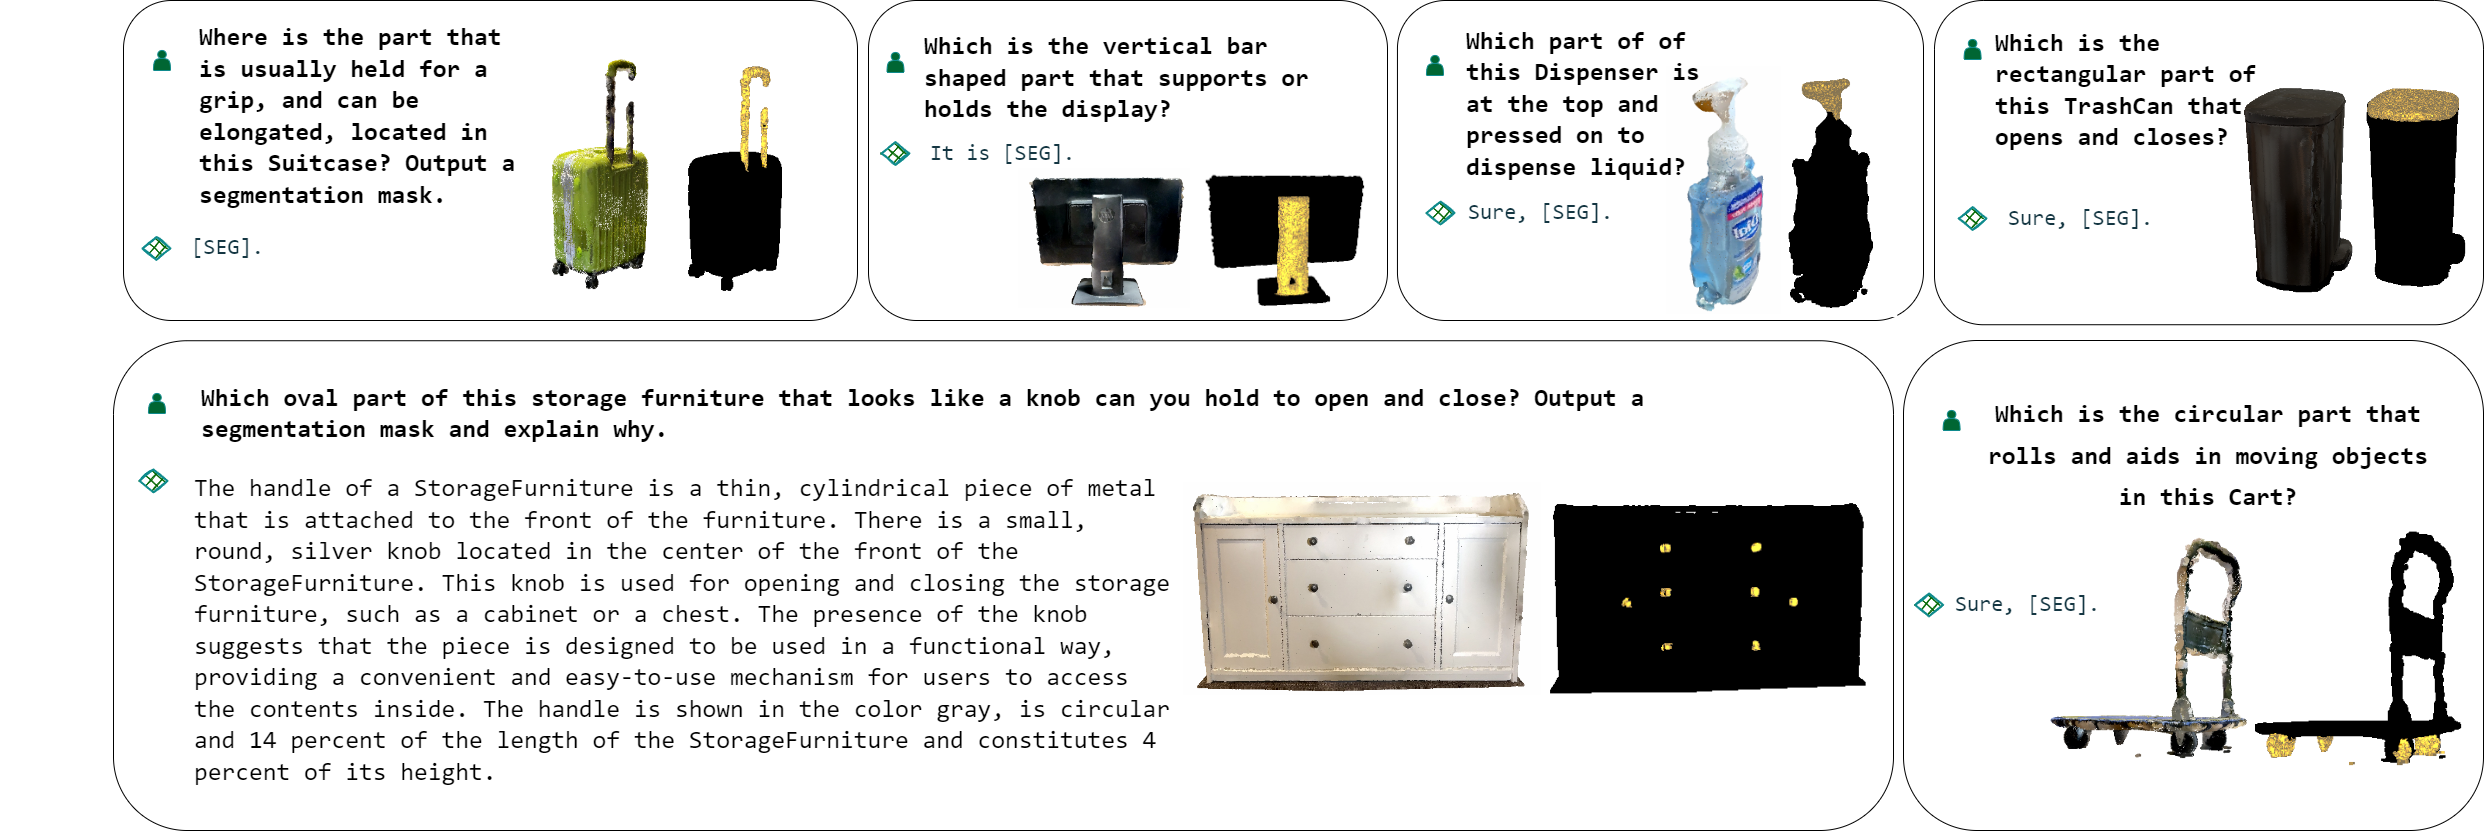 Where is the part that
is usually held for a
grip, and can be
elongated, located in
this Suitcase? Output a
segmentation mask.
[SEG].
Which is the vertical bar
shaped part that supports or
holds the display?
It is [SEG].
Which part of of
this Dispenser is
at the top and
pressed on to
dispense liquid?
Sure, [SEG].
Which is the
rectangular part of
this TrashCan that
opens and closes?
Sure, [SEG].
Which oval part of this storage furniture that looks like a knob can you hold to open and close? Output a
segmentation mask and explain why.
The handle of a StorageFurniture is a thin, cylindrical piece of metal
that is attached to the front of the furniture. There is a small,
round, silver knob located in the center of the front of the
StorageFurniture. This knob is used for opening and closing the storage
furniture, such as a cabinet or a chest. The presence of the knob
suggests that the piece is designed to be used in a functional way,
providing a convenient and easy-to-use mechanism for users to access
the contents inside. The handle is shown in the color gray, is circular
and 14 percent of the length of the StorageFurniture and constitutes 4
percent of its height.
Which is the circular part that
rolls and aids in moving objects
in this Cart?
Sure, [SEG].